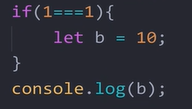 if(1===1){
    let b = 10;
}
console.log(b);